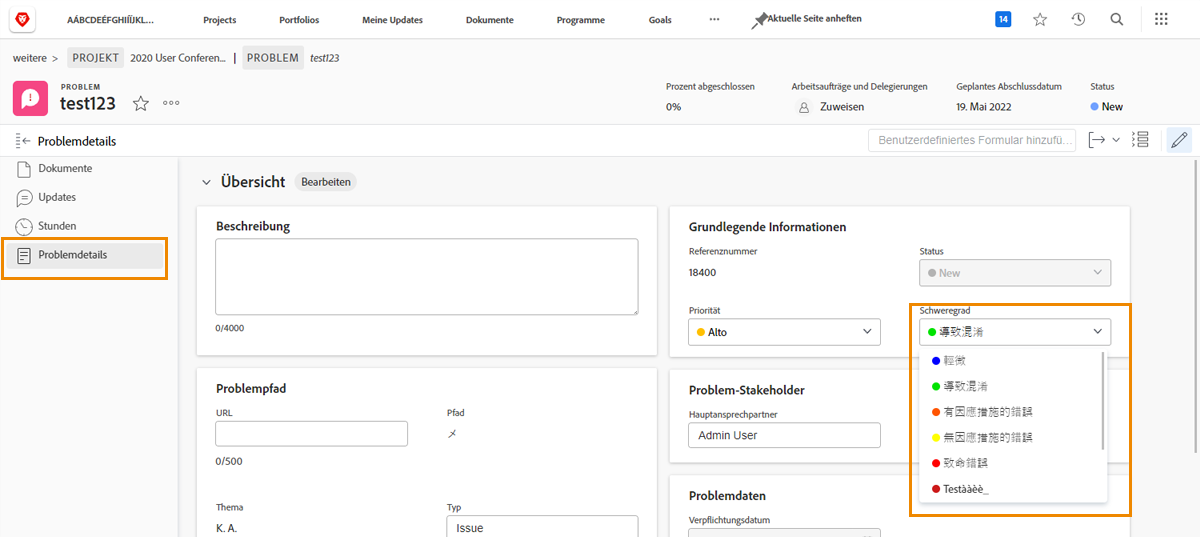 AÁBCDEÉFGHIÍJKL... Projects Portfolios Meine Updates Dokumente Programme Goals ··· Aktuelle Seite anheften 14
weitere > PROJEKT 2020 User Conferen... | PROBLEM test123
PROBLEM
test123
Prozent abgeschlossen Arbeitsaufträge und Delegierungen Geplantes Abschlussdatum Status
0% Zuweisen 19. Mai 2022 New
Problemdetails Benutzerdefiniertes Formular hinzufü...
Dokumente
Updates
Stunden
Problemdetails
Übersicht Bearbeiten
Beschreibung
0/4000
Problempfad
URL Pfad
メ
0/500
Thema Typ
K. A. Issue
Grundlegende Informationen
Referenznummer Status
18400 New
Priorität Schweregrad
Alto 導致混淆
輕微
導致混淆
有因應措施的錯誤
無因應措施的錯誤
致命錯誤
Testààèè_
Problem-Stakeholder
Hauptansprechpartner
Admin User
Problemdaten
Verpflichtungsdatum